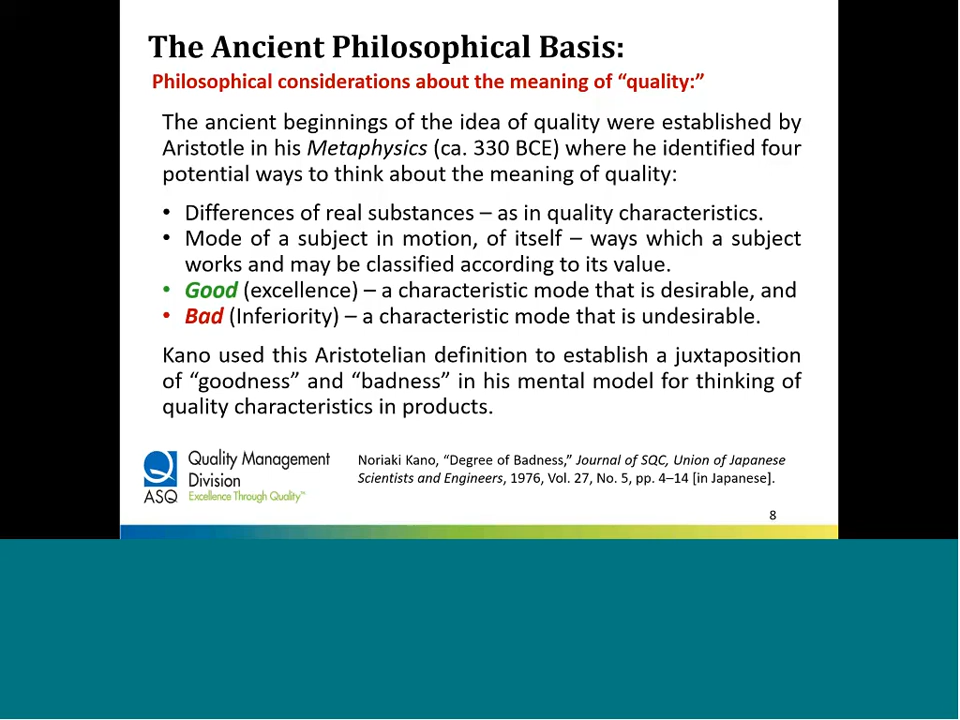 The Ancient Philosophical Basis:
Philosophical considerations about the meaning of “quality:”
The ancient beginnings of the idea of quality were established by
Aristotle in his Metaphysics (ca. 330 BCE) where he identified four
potential ways to think about the meaning of quality:
• Differences of real substances – as in quality characteristics.
• Mode of a subject in motion, of itself – ways which a subject
works and may be classified according to its value.
• Good (excellence) – a characteristic mode that is desirable, and
• Bad (Inferiority) – a characteristic mode that is undesirable.
Kano used this Aristotelian definition to establish a juxtaposition
of “goodness” and “badness” in his mental model for thinking of
quality characteristics in products.
Quality Management
Division
Excellence Through Quality™
ASQ
Noriaki Kano, “Degree of Badness,” Journal of SQC, Union of Japanese
Scientists and Engineers, 1976, Vol. 27, No. 5, pp. 4–14 [in Japanese].
8